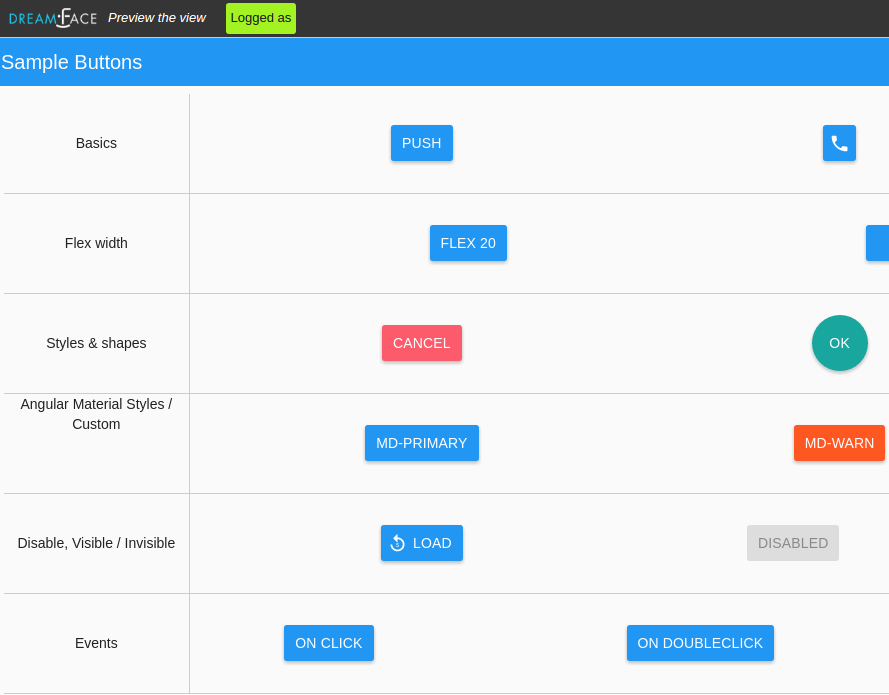 DREAMFACE Preview the view Logged as
Sample Buttons
Basics PUSH
Flex width FLEX 20
Styles & shapes CANCEL OK
Angular Material Styles /
Custom
MD-PRIMARY MD-WARN
Disable, Visible / Invisible 5 LOAD DISABLED
Events ON CLICK ON DOUBLECLICK